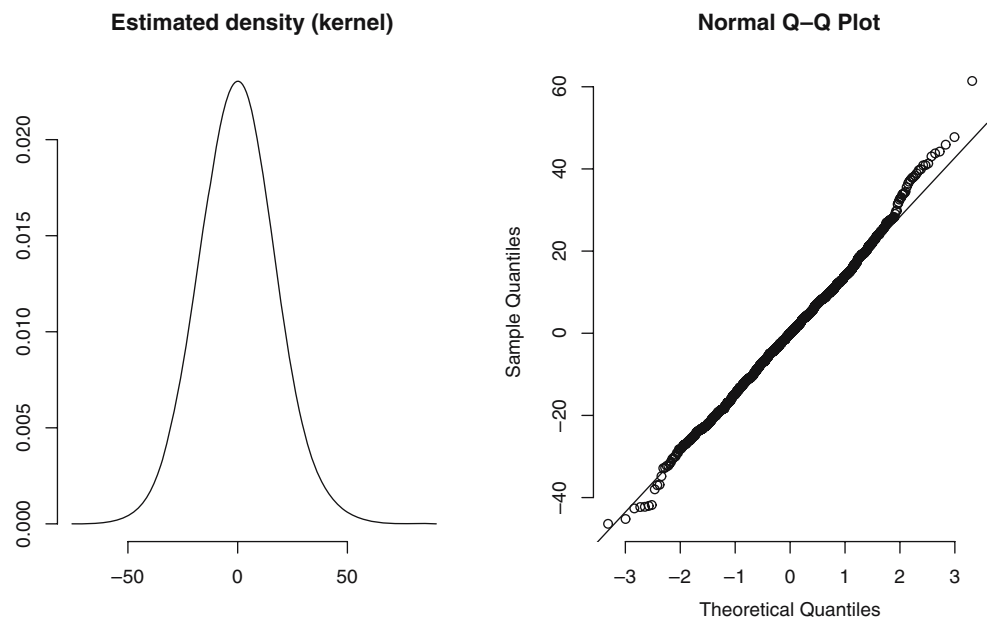 Estimated density (kernel)
0.020
0.015
0.010
0.005
0.000
−50 0 50
Normal Q–Q Plot
60
40
20
0
−20
−40
Sample Quantiles
−3 −2 −1 0 1 2 3
Theoretical Quantiles